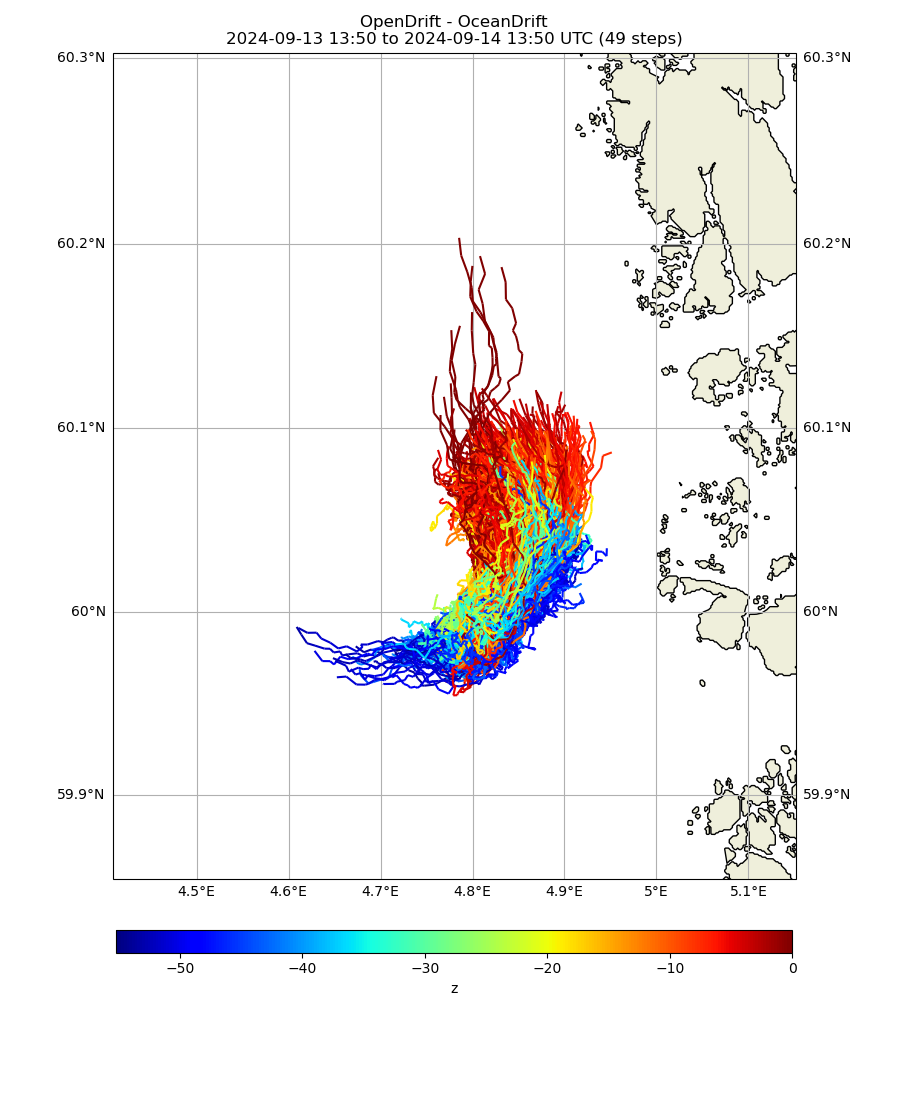 OpenDrift - OceanDrift
2024-09-13 13:50 to 2024-09-14 13:50 UTC (49 steps)
60.3°N 60.3°N
60.2°N 60.2°N
60.1°N 60.1°N
60°N 60°N
59.9°N 59.9°N
4.5°E 4.6°E 4.7°E 4.8°E 4.9°E 5°E 5.1°E
−50 −40 −30 −20 −10 0
z